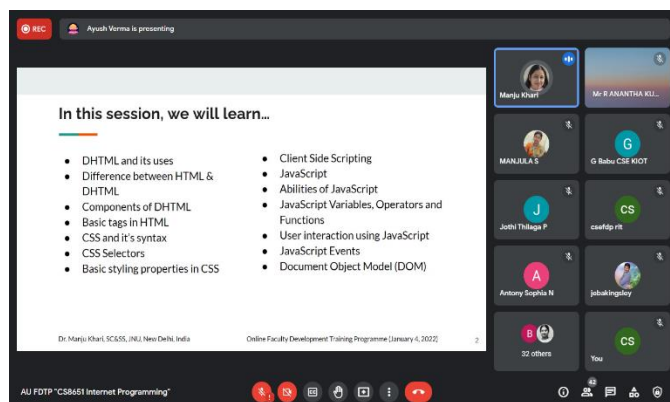 REC
Ayush Verma is presenting
In this session, we will learn...
● DHTML and its uses
● Difference between HTML &
DHTML
● Components of DHTML
● Basic tags in HTML
● CSS and it's syntax
● CSS Selectors
● Basic styling properties in CSS
● Client Side Scripting
● JavaScript
● Abilities of JavaScript
● JavaScript Variables, Operators and
Functions
● User interaction using JavaScript
● JavaScript Events
● Document Object Model (DOM)
Dr. Manju Khari, SC&SS, JNU, New Delhi, India
Online Faculty Development Training Programme (January 4, 2022)
2
Manju Khari
Mr R ANANTHA KU...
MANJULA S
G
G Babu CSE KIOT
J
Jothi Thilaga P
CS
csefdp rit
A
Antony Sophia N
jebakingsley
B
32 others
CS
You
AU FDTP "CS8651 Internet Programming"
CC
42